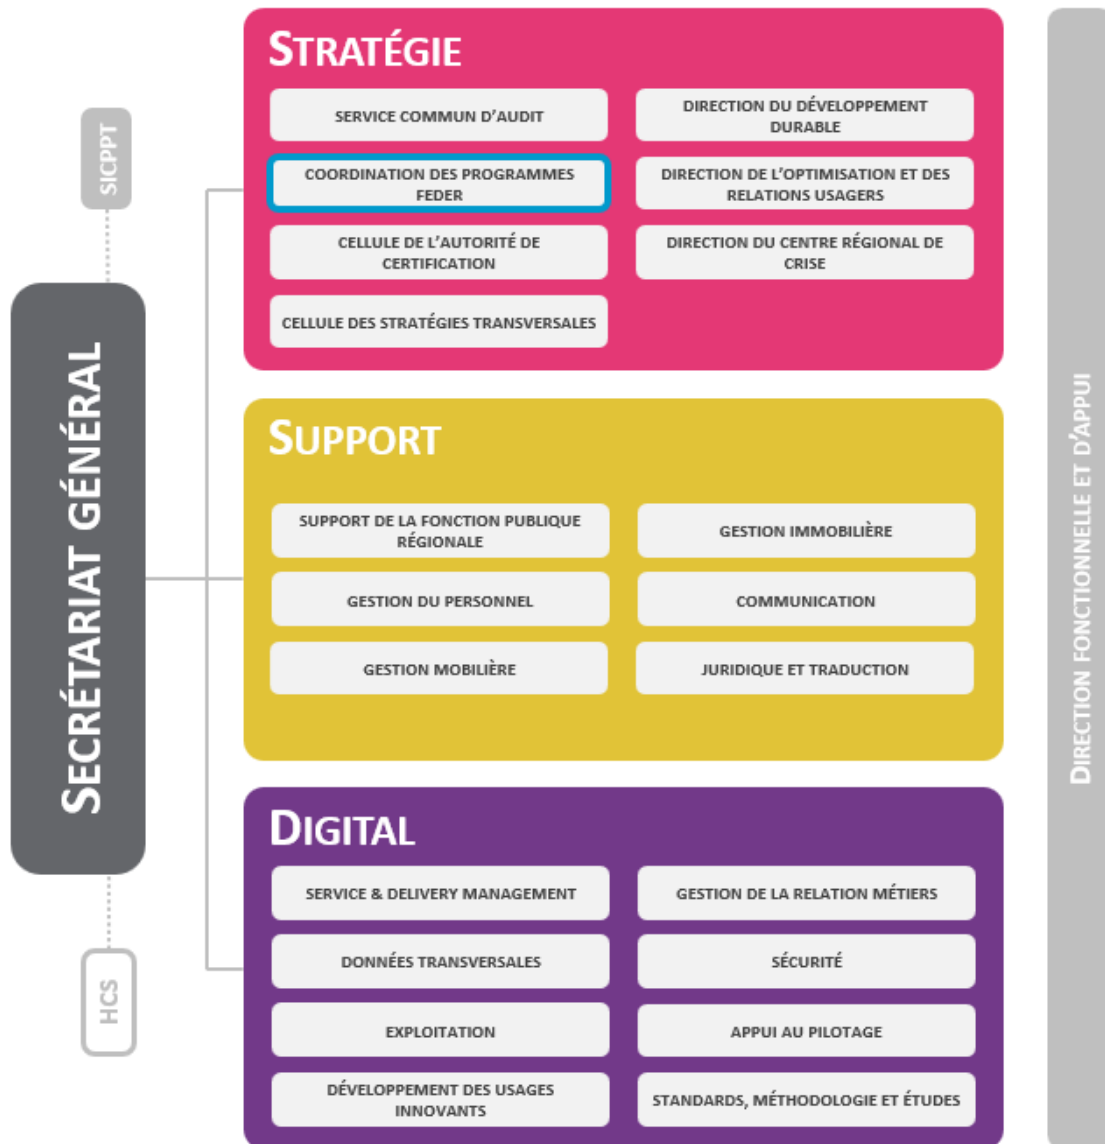 SICPPT
SECRÉTARIAT GÉNÉRAL
HCS
STRATÉGIE
SERVICE COMMUN D'AUDIT
DIRECTION DU DÉVELOPPEMENT
DURABLE
COORDINATION DES PROGRAMMES
FEDER
DIRECTION DE L'OPTIMISATION ET DES
RELATIONS USAGERS
CELLULE DE L'AUTORITÉ DE
CERTIFICATION
DIRECTION DU CENTRE RÉGIONAL DE
CRISE
CELLULE DES STRATÉGIES TRANSVERSALES
SUPPORT
SUPPORT DE LA FONCTION PUBLIQUE
RÉGIONALE
GESTION IMMOBILIÈRE
GESTION DU PERSONNEL
COMMUNICATION
GESTION MOBILIÈRE
JURIDIQUE ET TRADUCTION
DIGITAL
SERVICE & DELIVERY MANAGEMENT
GESTION DE LA RELATION MÉTIERS
DONNÉES TRANSVERSALES
SÉCURITÉ
EXPLOITATION
APPUI AU PILOTAGE
DÉVELOPPEMENT DES USAGES
INNOVANTS
STANDARDS, MÉTHODOLOGIE ET ÉTUDES
DIRECTION FONCTIONNELLE ET D'APPUI